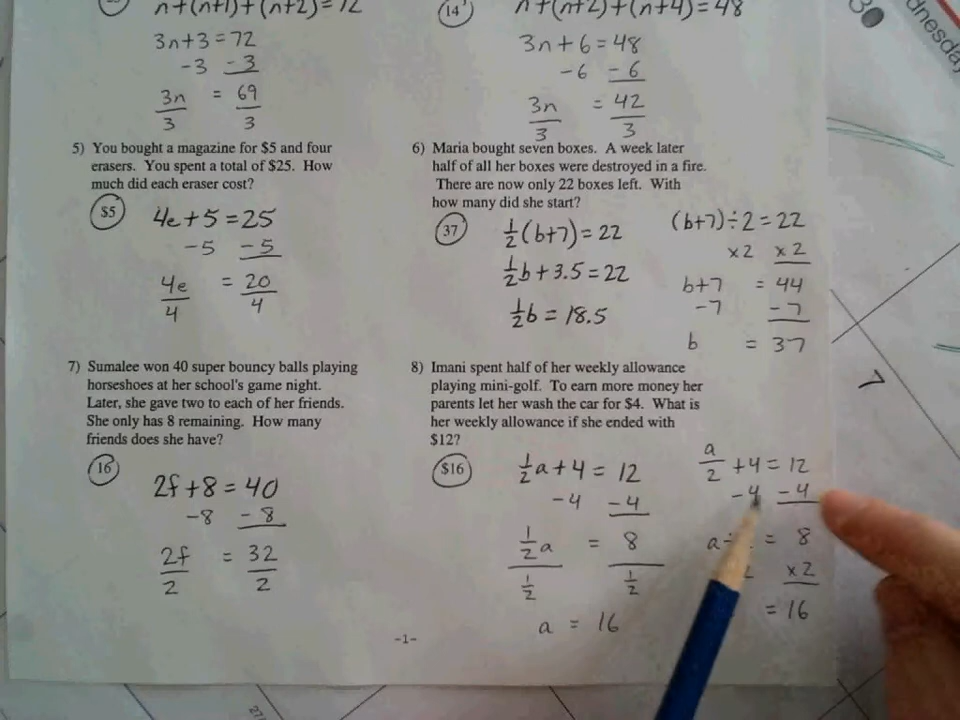 n+(n+1)+(n+2)=72
3n+3=72
-3 -3
3n = 69
3 3
14
n+(n+2)+(n+4)=48
3n+6=48
-6 -6
3n = 42
3 3
5) You bought a magazine for $5 and four
erasers. You spent a total of $25. How
much did each eraser cost?
$5
4e+5=25
-5 -5
4e = 20
4 4
6) Maria bought seven boxes. A week later
half of all her boxes were destroyed in a fire.
There are now only 22 boxes left. With
how many did she start?
37
½(b+7)=22
½b+3.5=22
½b=18.5
(b+7)÷2=22
×2 ×2
b+7 = 44
-7 -7
b = 37
7) Sumalee won 40 super bouncy balls playing
horseshoes at her school's game night.
Later, she gave two to each of her friends.
She only has 8 remaining. How many
friends does she have?
16
2f+8=40
-8 -8
2f = 32
2 2
8) Imani spent half of her weekly allowance
playing mini-golf. To earn more money her
parents let her wash the car for $4. What is
her weekly allowance if she ended with
$12?
$16
½a+4=12
-4 -4
½a = 8
½ ½
a = 16
a
2 +4=12
-4 -4
a÷ = 8
2 ×2
= 16
-1-
7
30
27